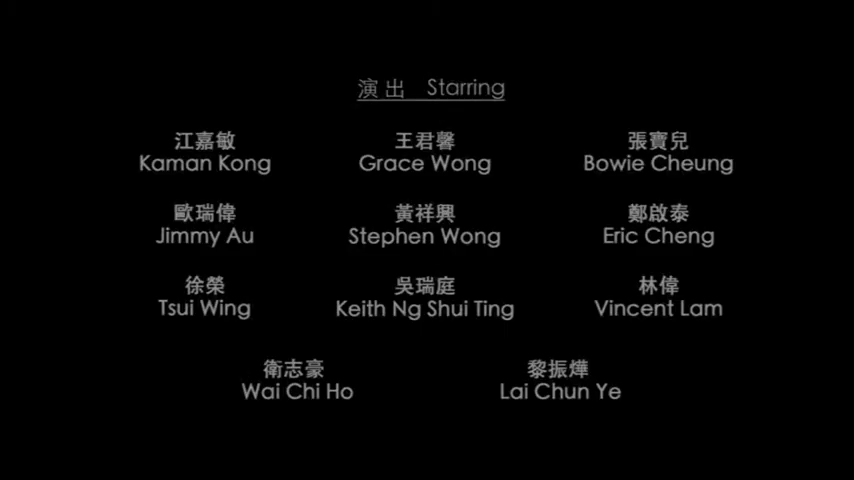 演出 Starring
江嘉敏 王君馨 張寶兒
Kaman Kong Grace Wong Bowie Cheung
歐瑞偉 黃祥興 鄭啟泰
Jimmy Au Stephen Wong Eric Cheng
徐榮 吳瑞庭 林偉
Tsui Wing Keith Ng Shui Ting Vincent Lam
衛志豪 黎振燁
Wai Chi Ho Lai Chun Ye